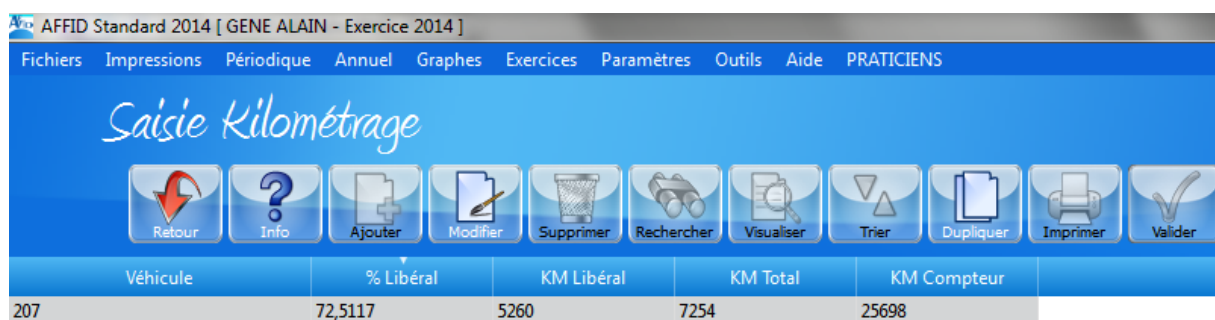 AFFID Standard 2014 [ GENE ALAIN - Exercice 2014 ]
Fichiers Impressions Périodique Annuel Graphes Exercices Paramètres Outils Aide PRATICIENS
Saisie Kilométrage
Retour Info Ajouter Modifier Supprimer Rechercher Visualiser Trier Dupliquer Imprimer Valider
Véhicule % Libéral KM Libéral KM Total KM Compteur
207 72,5117 5260 7254 25698